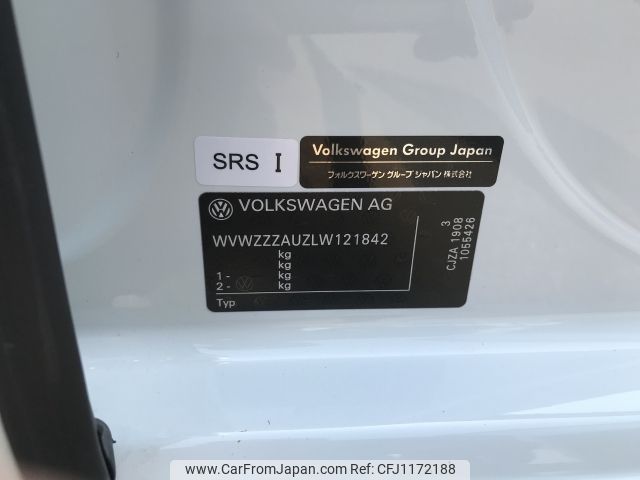 SRS I
Volkswagen Group Japan
フォルクスワーゲン グループ ジャパン 株式会社
VOLKSWAGEN AG
WVWZZZAUZLW121842
kg
kg
1 - kg
2 - kg
Typ
3
CJZA 1908
1055426
www.CarFromJapan.com - CFJ1172188